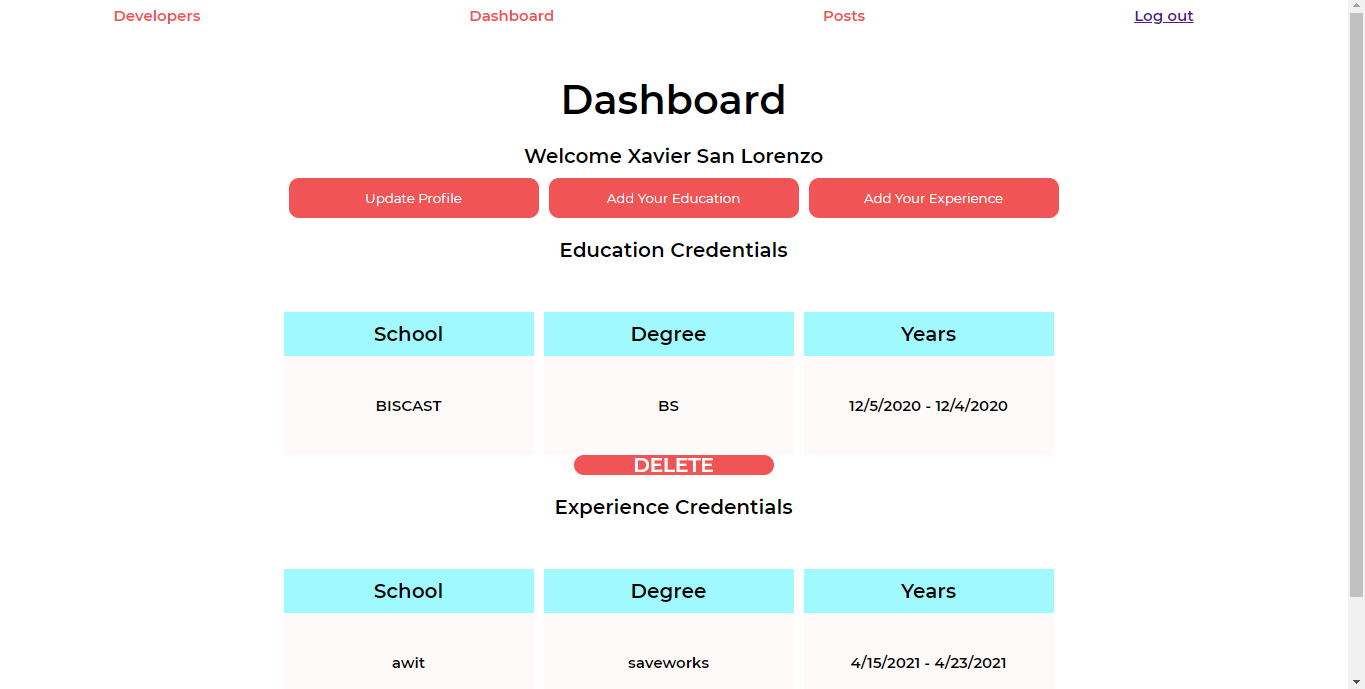 Developers Dashboard Posts Log out
Dashboard
Welcome Xavier San Lorenzo
Update Profile Add Your Education Add Your Experience
Education Credentials
School Degree Years
BISCAST BS 12/5/2020 - 12/4/2020
DELETE
Experience Credentials
School Degree Years
awit saveworks 4/15/2021 - 4/23/2021